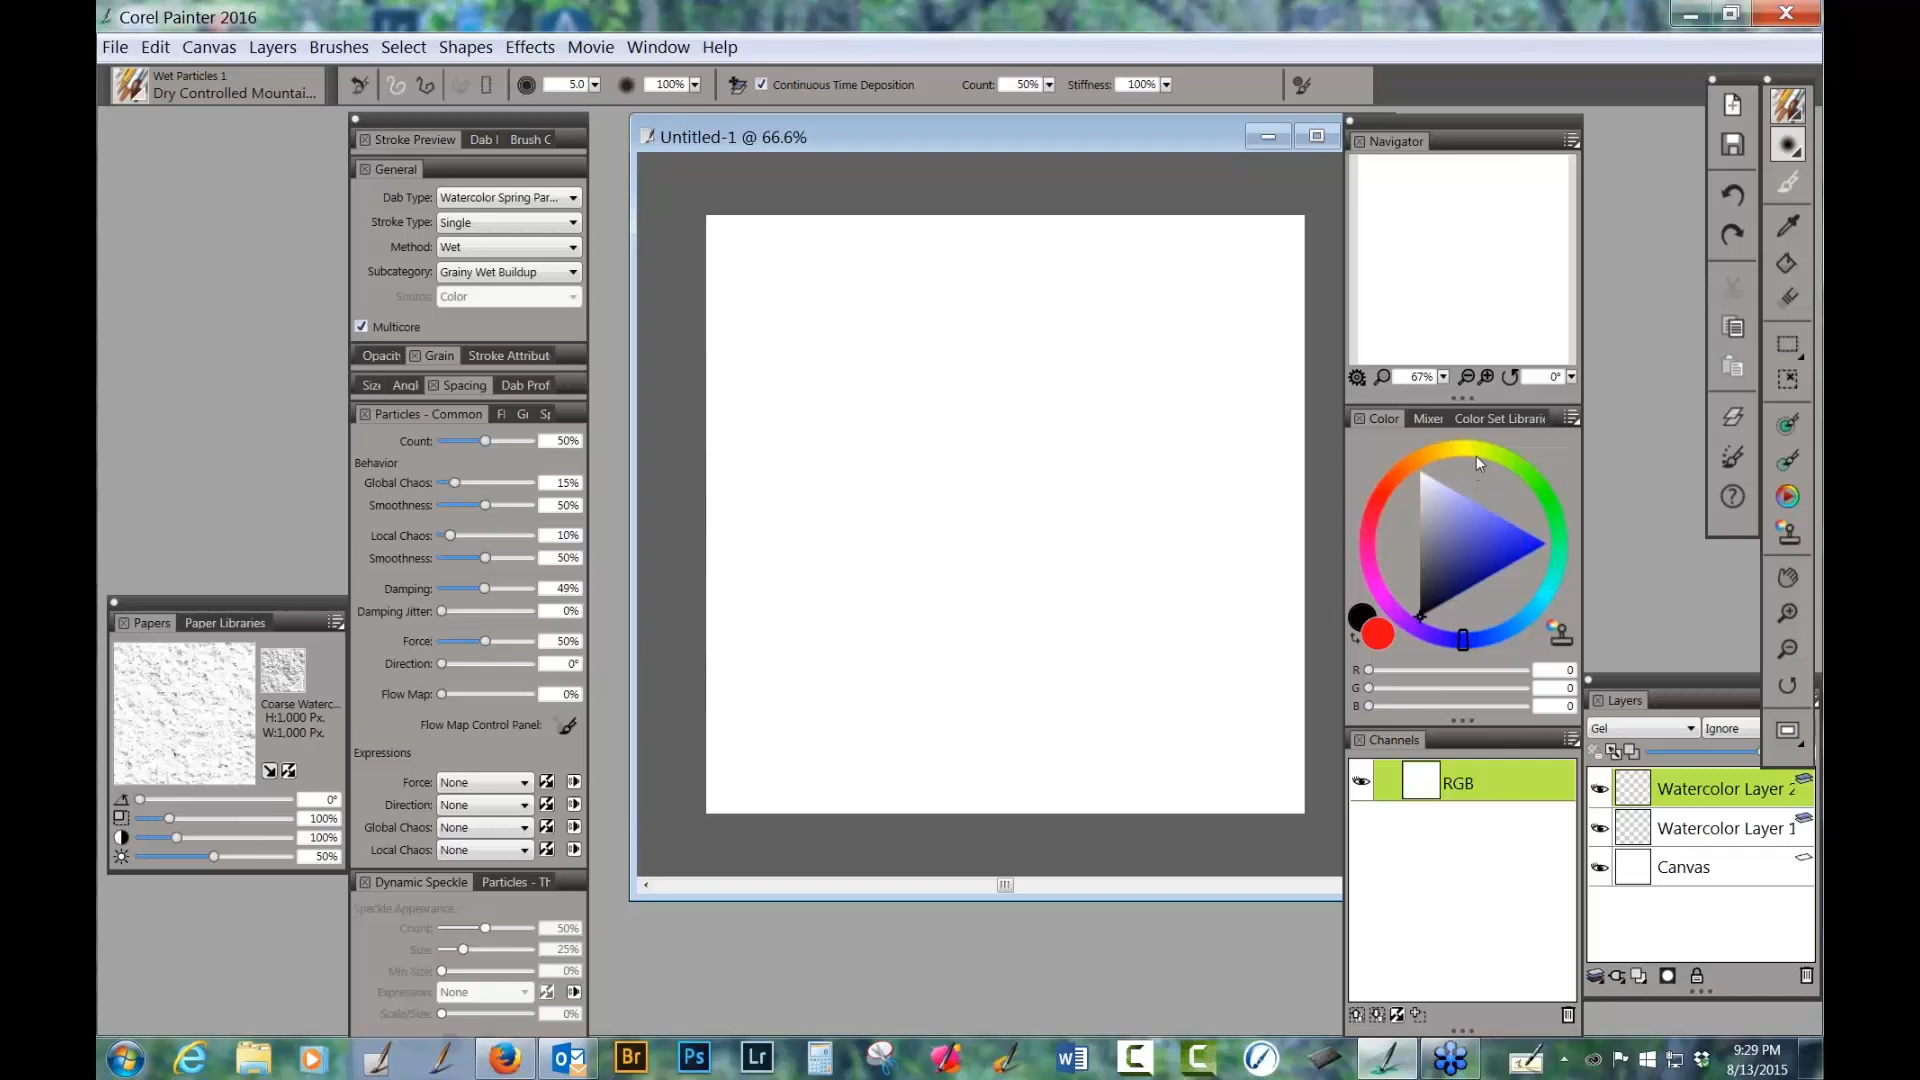 Corel Painter 2016
File Edit Canvas Layers Brushes Select Shapes Effects Movie Window Help
Wet Particles 1
Dry Controlled Mountai...
5.0
100%
Continuous Time Deposition
Count: 50%
Stiffness: 100%
Stroke Preview Dab I Brush C
General
Dab Type: Watercolor Spring Par...
Stroke Type: Single
Method: Wet
Subcategory: Grainy Wet Buildup
Source: Color
Multicore
Opacit Grain Stroke Attribut
Siz Angl Spacing Dab Prof
Particles - Common Fl Gi Sp
Count: 50%
Behavior
Global Chaos: 15%
Smoothness: 50%
Local Chaos: 10%
Smoothness: 50%
Damping: 49%
Damping Jitter: 0%
Force: 50%
Direction: 0°
Flow Map: 0%
Flow Map Control Panel:
Expressions
Force: None
Direction: None
Global Chaos: None
Local Chaos: None
Dynamic Speckle Particles - Th
Speckle Appearance
Count: 50%
Size: 25%
Min Size: 0%
Expression: None
Scale/Size: 0%
Papers Paper Libraries
Coarse Waterc...
H:1,000 Px.
W:1,000 Px.
0°
100%
100%
50%
Untitled-1 @ 66.6%
Navigator
67%
0°
Color Mixer Color Set Librarie
R 0
G 0
B 0
Channels
RGB
Layers
Gel Ignore
Watercolor Layer 2
Watercolor Layer 1
Canvas
Br Ps Lr
9:29 PM
8/13/2015